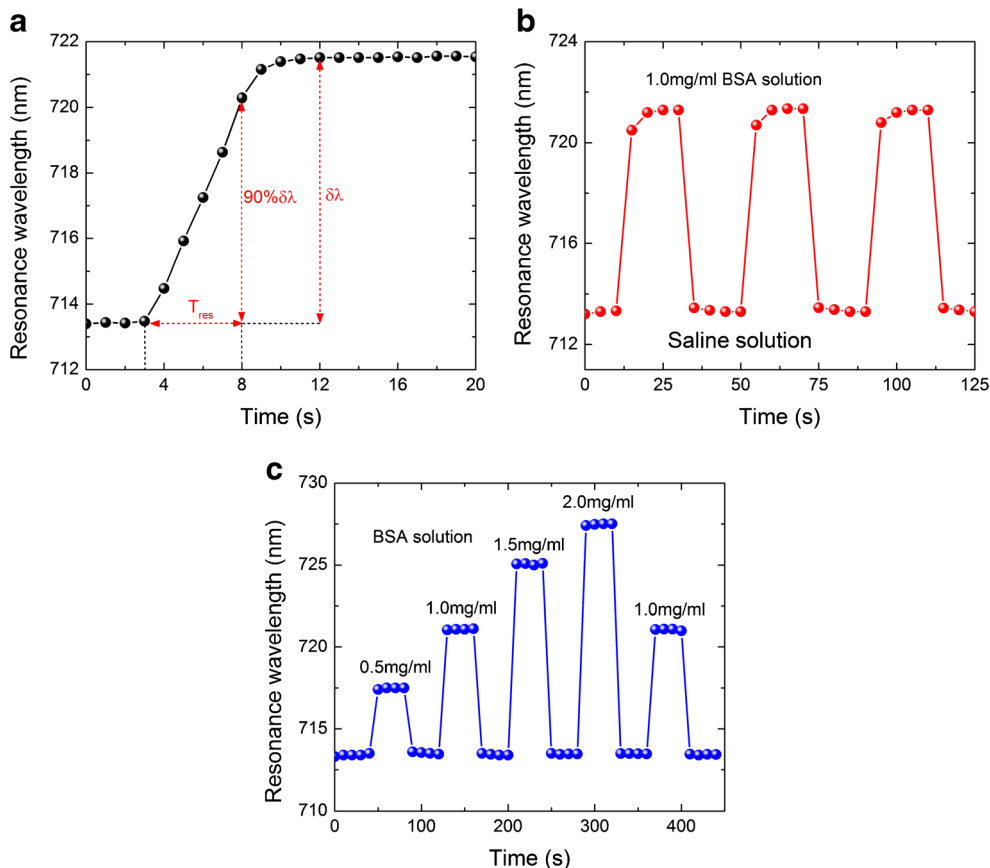 a
722
720
718
716
714
712
Resonance wavelength (nm)
90%δλ
δλ
T_res
0 4 8 12 16 20
Time (s)
b
724
720
716
712
Resonance wavelength (nm)
1.0mg/ml BSA solution
Saline solution
0 25 50 75 100 125
Time (s)
c
730
725
720
715
710
Resonance wavelength (nm)
BSA solution
2.0mg/ml
1.5mg/ml
1.0mg/ml
1.0mg/ml
0.5mg/ml
0 100 200 300 400
Time (s)